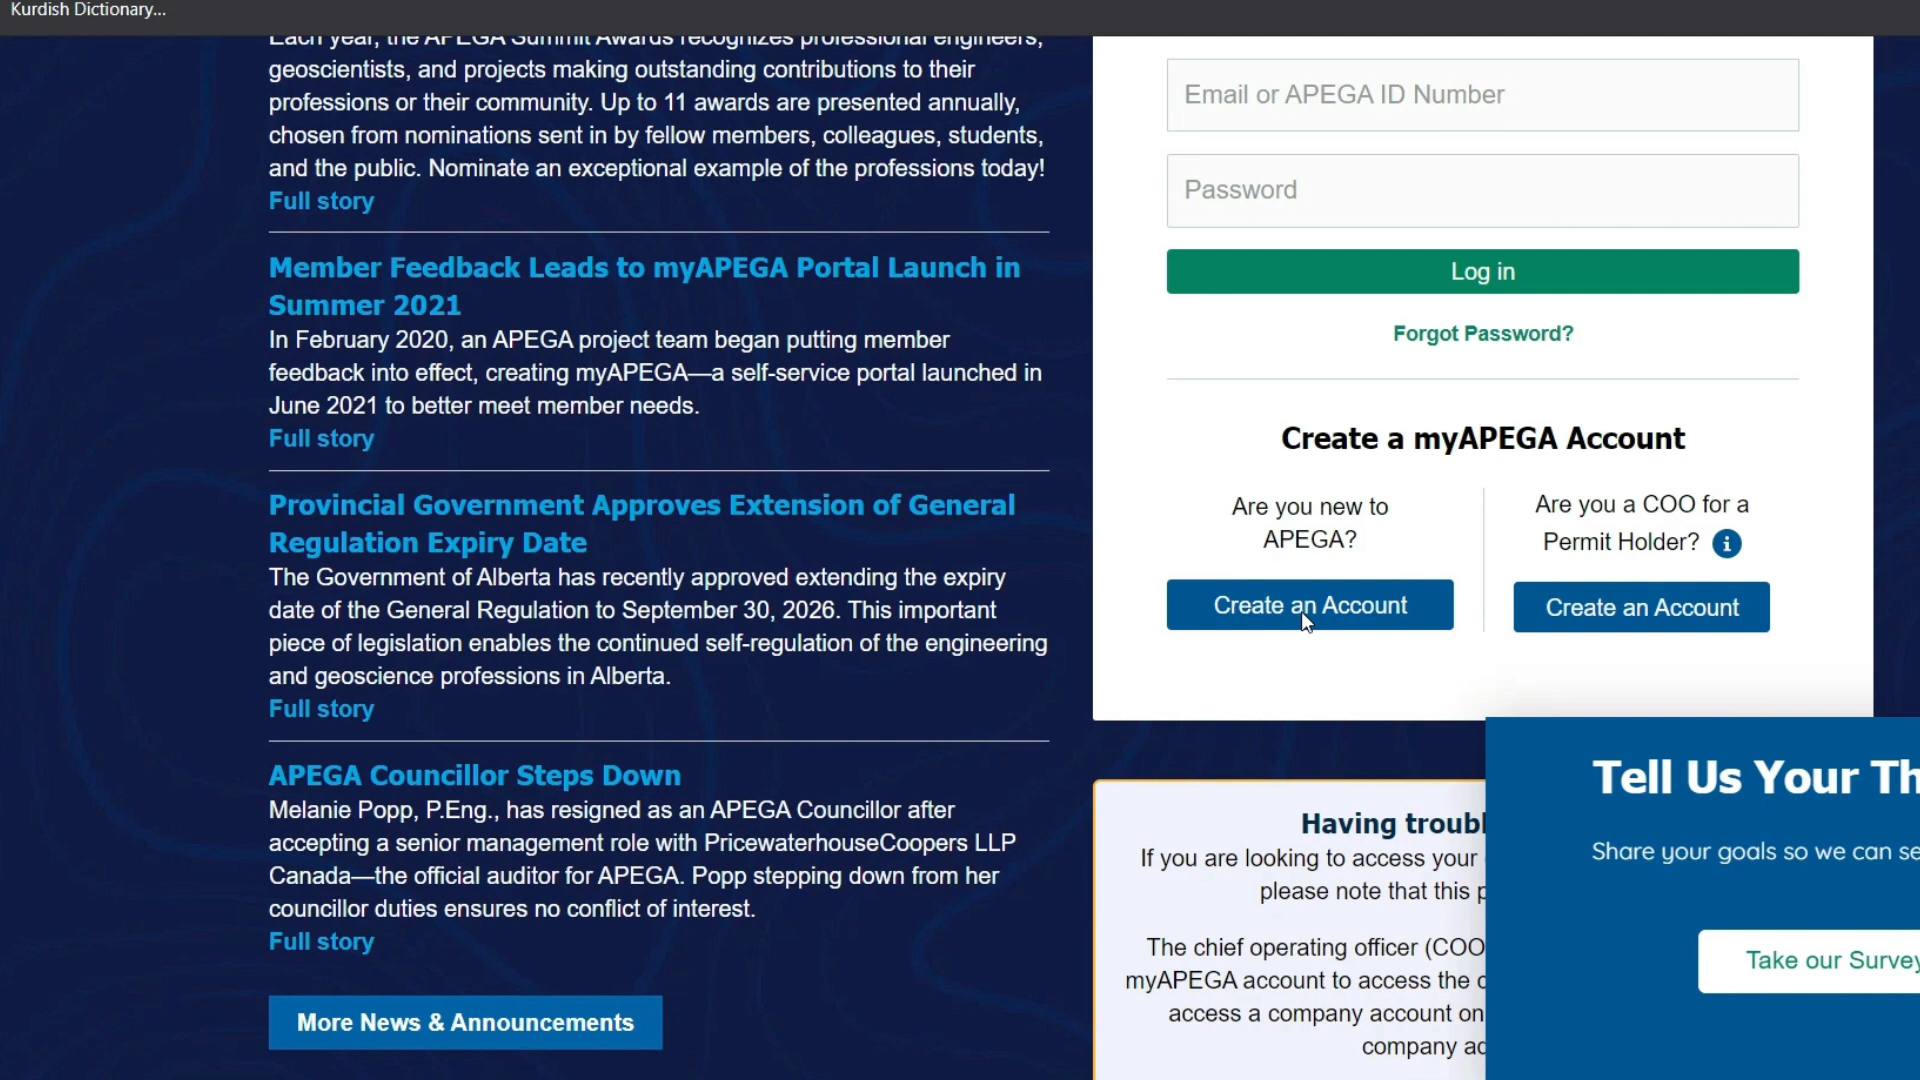 Kurdish Dictionary...
Each year, the APEGA Summit Awards recognizes professional engineers,
geoscientists, and projects making outstanding contributions to their
professions or their community. Up to 11 awards are presented annually,
chosen from nominations sent in by fellow members, colleagues, students,
and the public. Nominate an exceptional example of the professions today!
Full story
Member Feedback Leads to myAPEGA Portal Launch in
Summer 2021
In February 2020, an APEGA project team began putting member
feedback into effect, creating myAPEGA—a self-service portal launched in
June 2021 to better meet member needs.
Full story
Provincial Government Approves Extension of General
Regulation Expiry Date
The Government of Alberta has recently approved extending the expiry
date of the General Regulation to September 30, 2026. This important
piece of legislation enables the continued self-regulation of the engineering
and geoscience professions in Alberta.
Full story
APEGA Councillor Steps Down
Melanie Popp, P.Eng., has resigned as an APEGA Councillor after
accepting a senior management role with PricewaterhouseCoopers LLP
Canada—the official auditor for APEGA. Popp stepping down from her
councillor duties ensures no conflict of interest.
Full story
More News & Announcements
Email or APEGA ID Number
Password
Log in
Forgot Password?
Create a myAPEGA Account
Are you new to
APEGA?
Create an Account
Are you a COO for a
Permit Holder?
Create an Account
Having
If you are looking to access your
please note that this
The chief operating officer (COO
myAPEGA account to access the
access a company account on
company
Tell Us Your
Share your goals so we can
Take our Survey